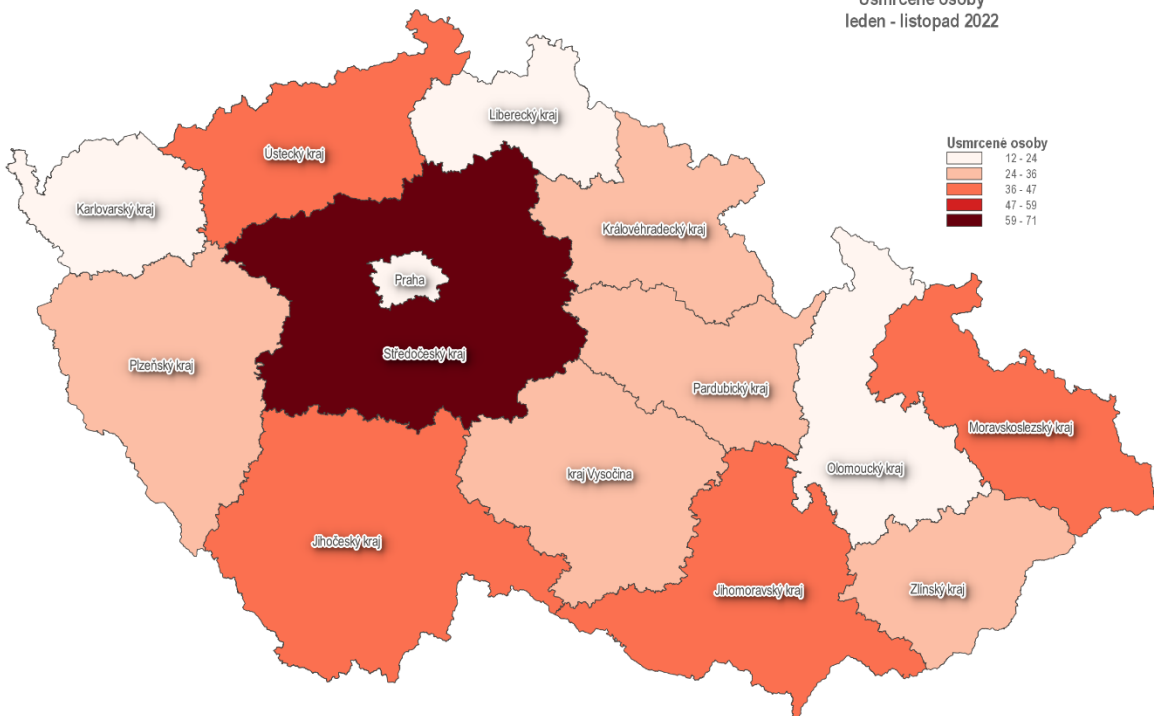 Usmrcené osoby
leden - listopad 2022
Liberecký kraj
Ústecký kraj
Usmrcené osoby
12 - 24
24 - 36
36 - 47
47 - 59
59 - 71
Karlovarský kraj
Královéhradecký kraj
Praha
Středočeský kraj
Plzeňský kraj
Pardubický kraj
Moravskoslezský kraj
Olomoucký kraj
kraj Vysočina
Jihočeský kraj
Jihomoravský kraj
Zlínský kraj